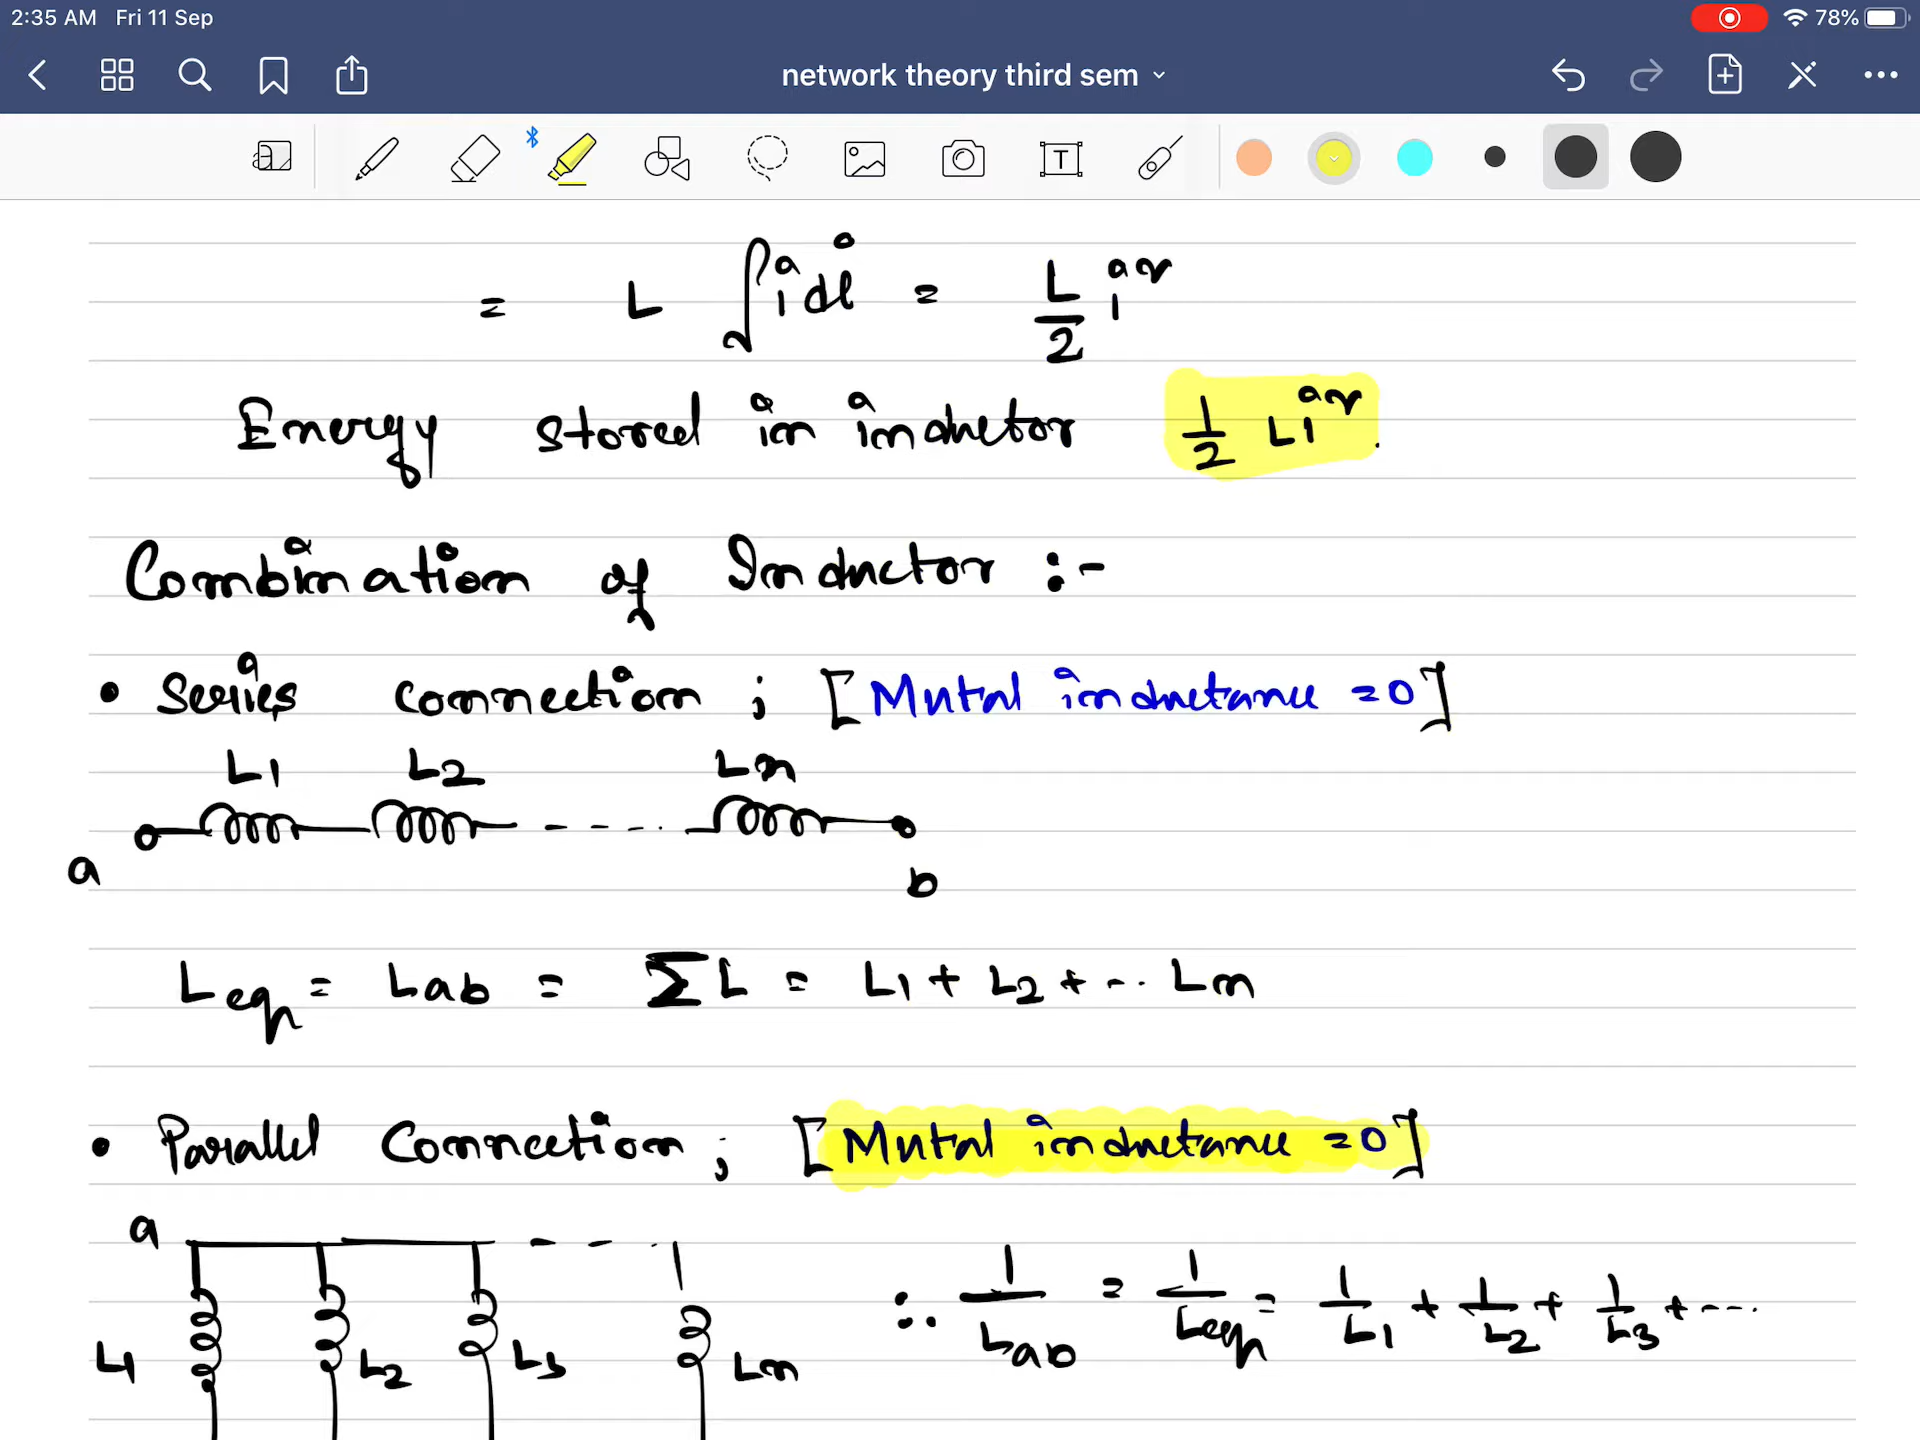 2:35 AM Fri 11 Sep 78%
network theory third sem
= L ∫ i di = L/2 i²
Energy stored in inductor 1/2 Li².
Combination of Inductor :-
• Series connection ; [Mutal inductance =0]
L1 L2 Ln
a b
Leq = Lab = ΣL = L1 + L2 + -.. Ln
• Parallel Connection ; [Mutal inductance =0]
a
∴ 1/Lab = 1/Leq = 1/L1 + 1/L2 + 1/L3 + ---.
L1 L2 L3 Ln